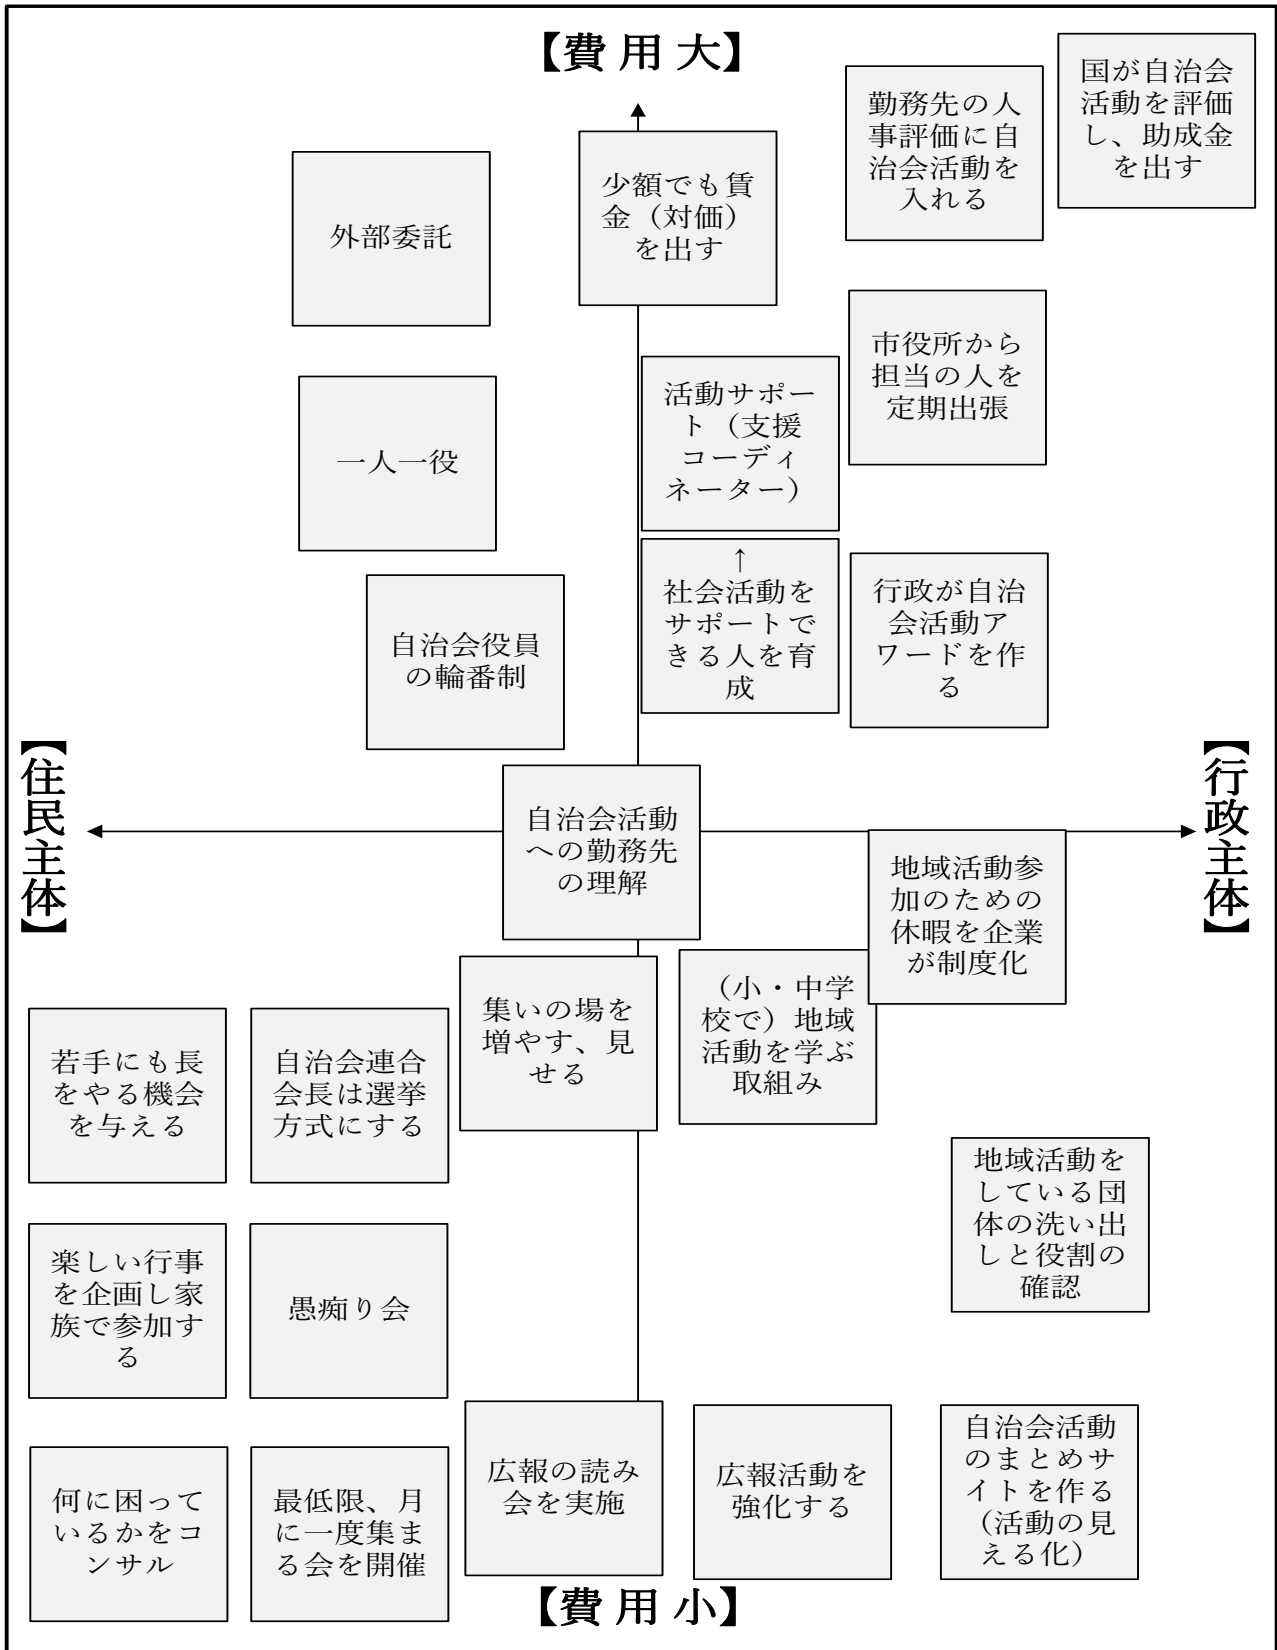 【費用大】
国が自治会
活動を評価
し、助成金
を出す
勤務先の人
事評価に自
治会活動を
入れる
少額でも賃
金（対価）
を出す
外部委託
市役所から
担当の人を
定期出張
活動サポー
ト（支援
コーディ
ネーター）
一人一役
↑
社会活動を
サポートで
きる人を育
成
行政が自治
会活動ア
ワードを作
る
自治会役員
の輪番制
【住民主体】
【行政主体】
自治会活動
への勤務先
の理解
地域活動参
加のための
休暇を企業
が制度化
集いの場を
増やす、見
せる
（小・中学
校で）地域
活動を学ぶ
取組み
若手にも長
をやる機会
を与える
自治会連合
会長は選挙
方式にする
地域活動を
している団
体の洗い出
しと役割の
確認
楽しい行事
を企画し家
族で参加す
る
愚痴り会
広報の読み
会を実施
広報活動を
強化する
自治会活動
のまとめサ
イトを作る
（活動の見
える化）
何に困って
いるかをコ
ンサル
最低限、月
に一度集ま
る会を開催
【費用小】